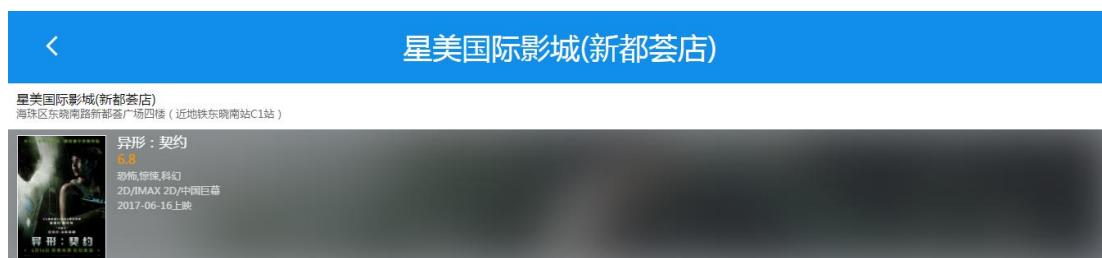 星美国际影城(新都荟店)
星美国际影城(新都荟店)
海珠区东晓南路新都荟广场四楼（近地铁东晓南站C1站）
异形：契约
6.8
恐怖,惊悚,科幻
2D/IMAX 2D/中国巨幕
2017-06-16上映
异形：契约